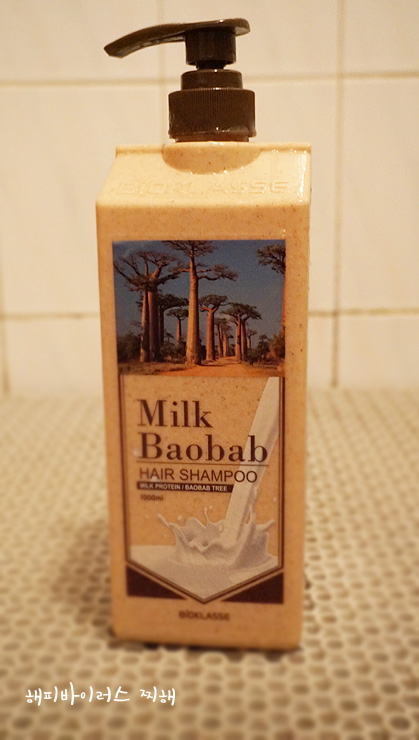 BIOKLASSE
Milk
Baobab
HAIR SHAMPOO
MILK PROTEIN / BAOBAB TREE
1000ml
BIOKLASSE
해피바이러스 찌해